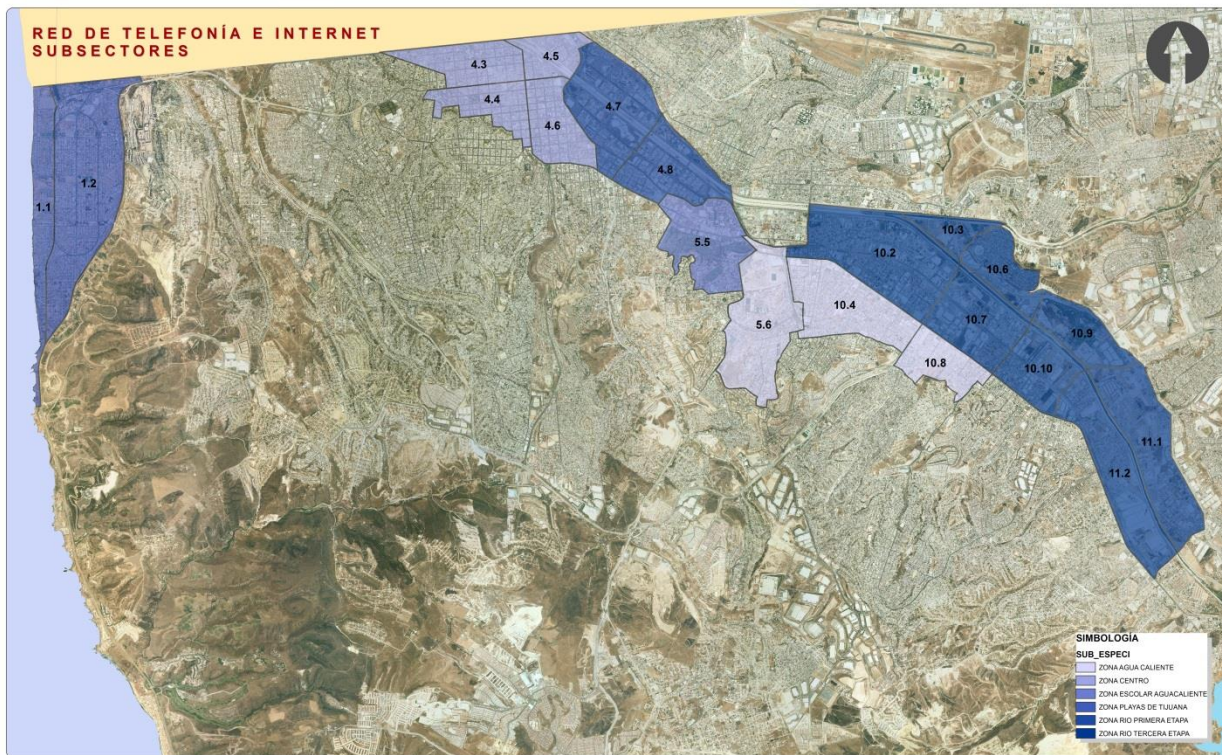 RED DE TELEFONÍA E INTERNET
SUBSECTORES
4.3
4.5
4.4
4.6
4.7
4.8
1.1
1.2
5.5
5.6
10.2
10.3
10.6
10.4
10.7
10.9
10.8
10.10
11.1
11.2
SIMBOLOGÍA
SUB_ESPECI
ZONA AGUA CALIENTE
ZONA CENTRO
ZONA ESCOLAR AGUACALIENTE
ZONA PLAYAS DE TIJUANA
ZONA RIO PRIMERA ETAPA
ZONA RIO TERCERA ETAPA